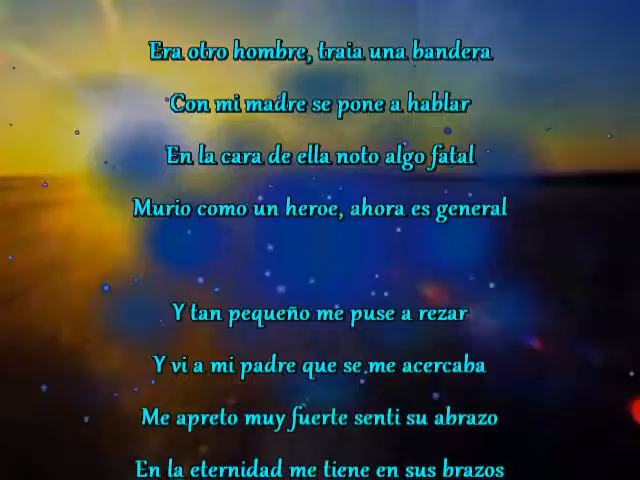 Era otro hombre, traia una bandera
Con mi madre se pone a hablar
En la cara de ella noto algo fatal
Murio como un heroe, ahora es general
Y tan pequeño me puse a rezar
Y vi a mi padre que se me acercaba
Me apreto muy fuerte senti su abrazo
En la eternidad me tiene en sus brazos